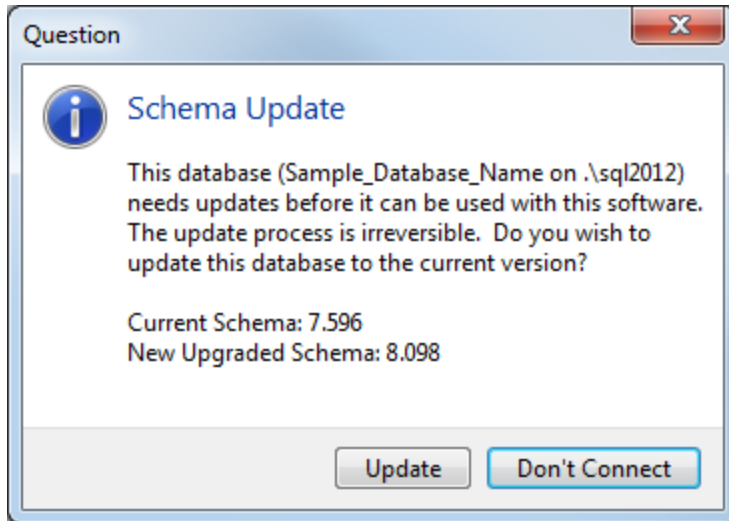 Question
Schema Update
This database (Sample_Database_Name on .\sql2012)
needs updates before it can be used with this software.
The update process is irreversible.  Do you wish to
update this database to the current version?
Current Schema: 7.596
New Upgraded Schema: 8.098
Update
Don't Connect